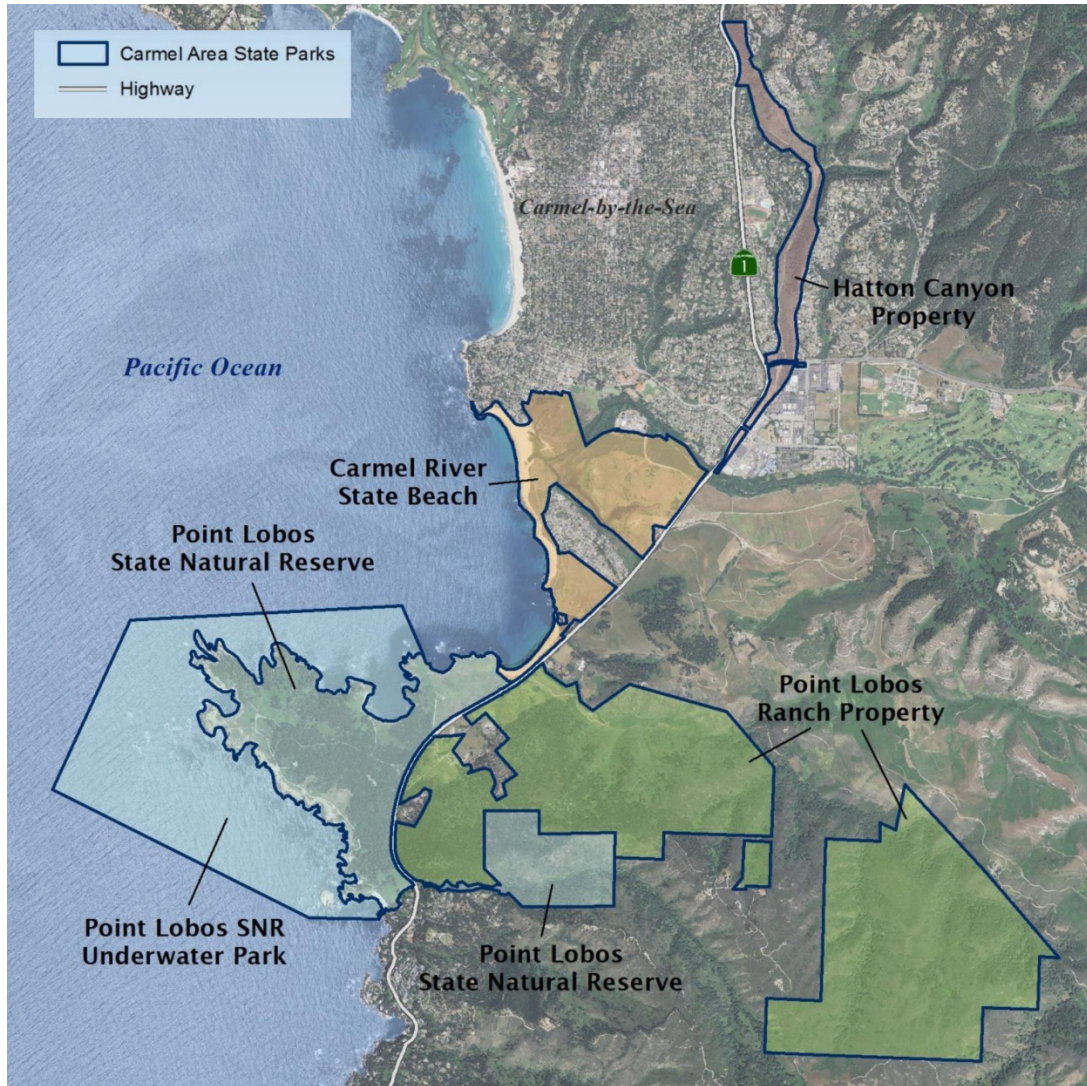 Carmel Area State Parks
Highway
Carmel-by-the-Sea
1
Hatton Canyon
Property
Pacific Ocean
Carmel River
State Beach
Point Lobos
State Natural Reserve
Point Lobos
Ranch Property
Point Lobos SNR
Underwater Park
Point Lobos
State Natural Reserve